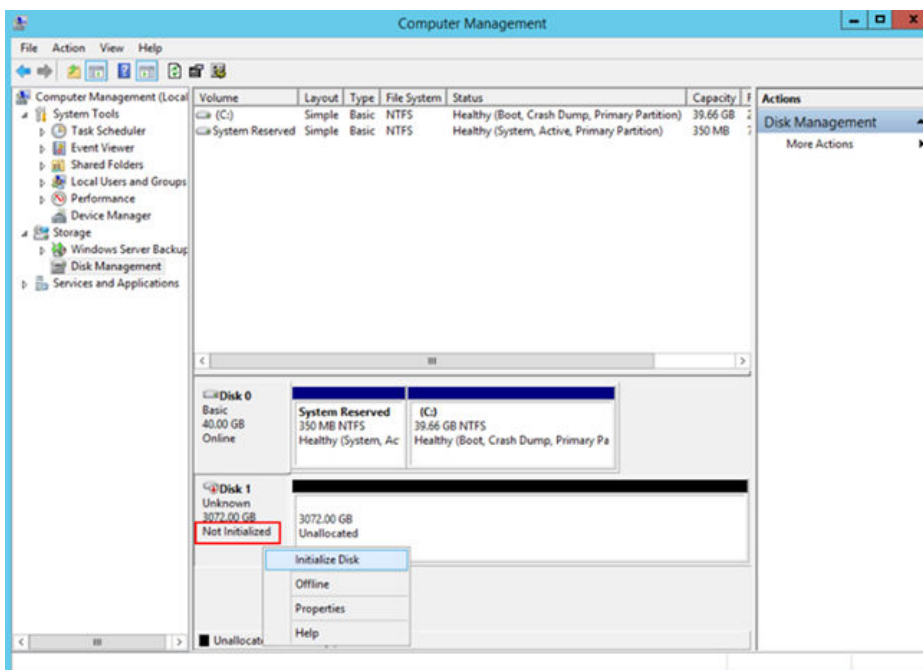 Computer Management
File Action View Help
Computer Management (Local
System Tools
Task Scheduler
Event Viewer
Shared Folders
Local Users and Groups
Performance
Device Manager
Storage
Windows Server Backup
Disk Management
Services and Applications
Volume Layout Type File System Status Capacity F
(C:) Simple Basic NTFS Healthy (Boot, Crash Dump, Primary Partition) 39.66 GB
System Reserved Simple Basic NTFS Healthy (System, Active, Primary Partition) 350 MB
Actions
Disk Management
More Actions
Disk 0
Basic
40.00 GB
Online
System Reserved
350 MB NTFS
Healthy (System, Ac
(C:)
39.66 GB NTFS
Healthy (Boot, Crash Dump, Primary Pa
Disk 1
Unknown
3072.00 GB
Not Initialized
3072.00 GB
Unallocated
Initialize Disk
Offline
Properties
Help
Unallocat